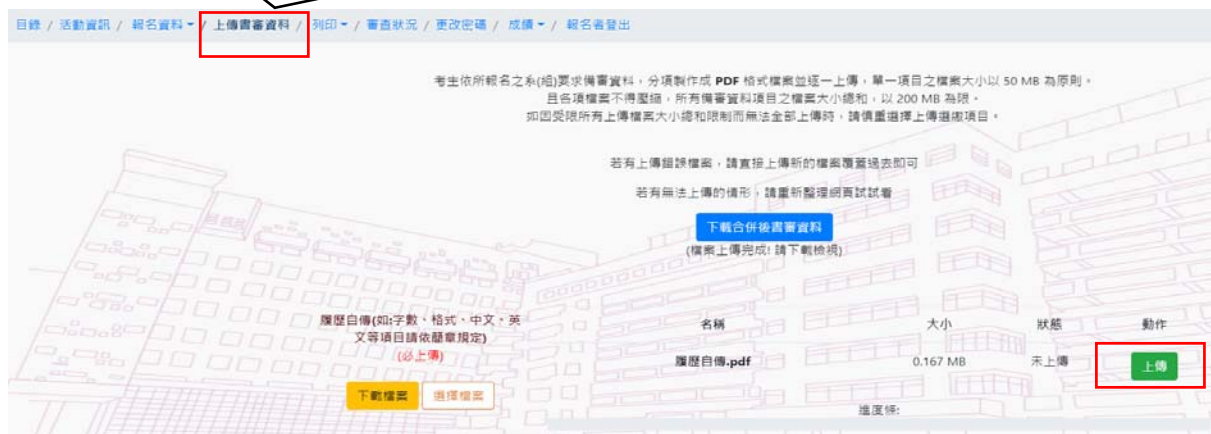 目錄 / 活動資訊 / 報名資料 / 上傳書審資料 / 列印 / 審查狀況 / 更改密碼 / 成績 / 報名者登出
考生依所報名之系(組)要求備審資料，分項製作成 PDF 格式檔案並逐一上傳，單一項目之檔案大小以 50 MB 為原則。
且各項檔案不得壓縮，所有備審資料項目之檔案大小總和，以 200 MB 為限。
如因受限所有上傳檔案大小總和限制而無法全部上傳時，請慎重選擇上傳選繳項目。
若有上傳錯誤檔案，請直接上傳新的檔案覆蓋過去即可
若有無法上傳的情形，請重新整理網頁試試看
下載合併後書審資料
(檔案上傳完成! 請下載檢視)
履歷自傳(如:字數、格式、中文、英
文等項目請依簡章規定)
(必上傳)
下載檔案 選擇檔案
名稱 大小 狀態 動作
履歷自傳.pdf 0.167 MB 未上傳 上傳
進度條: